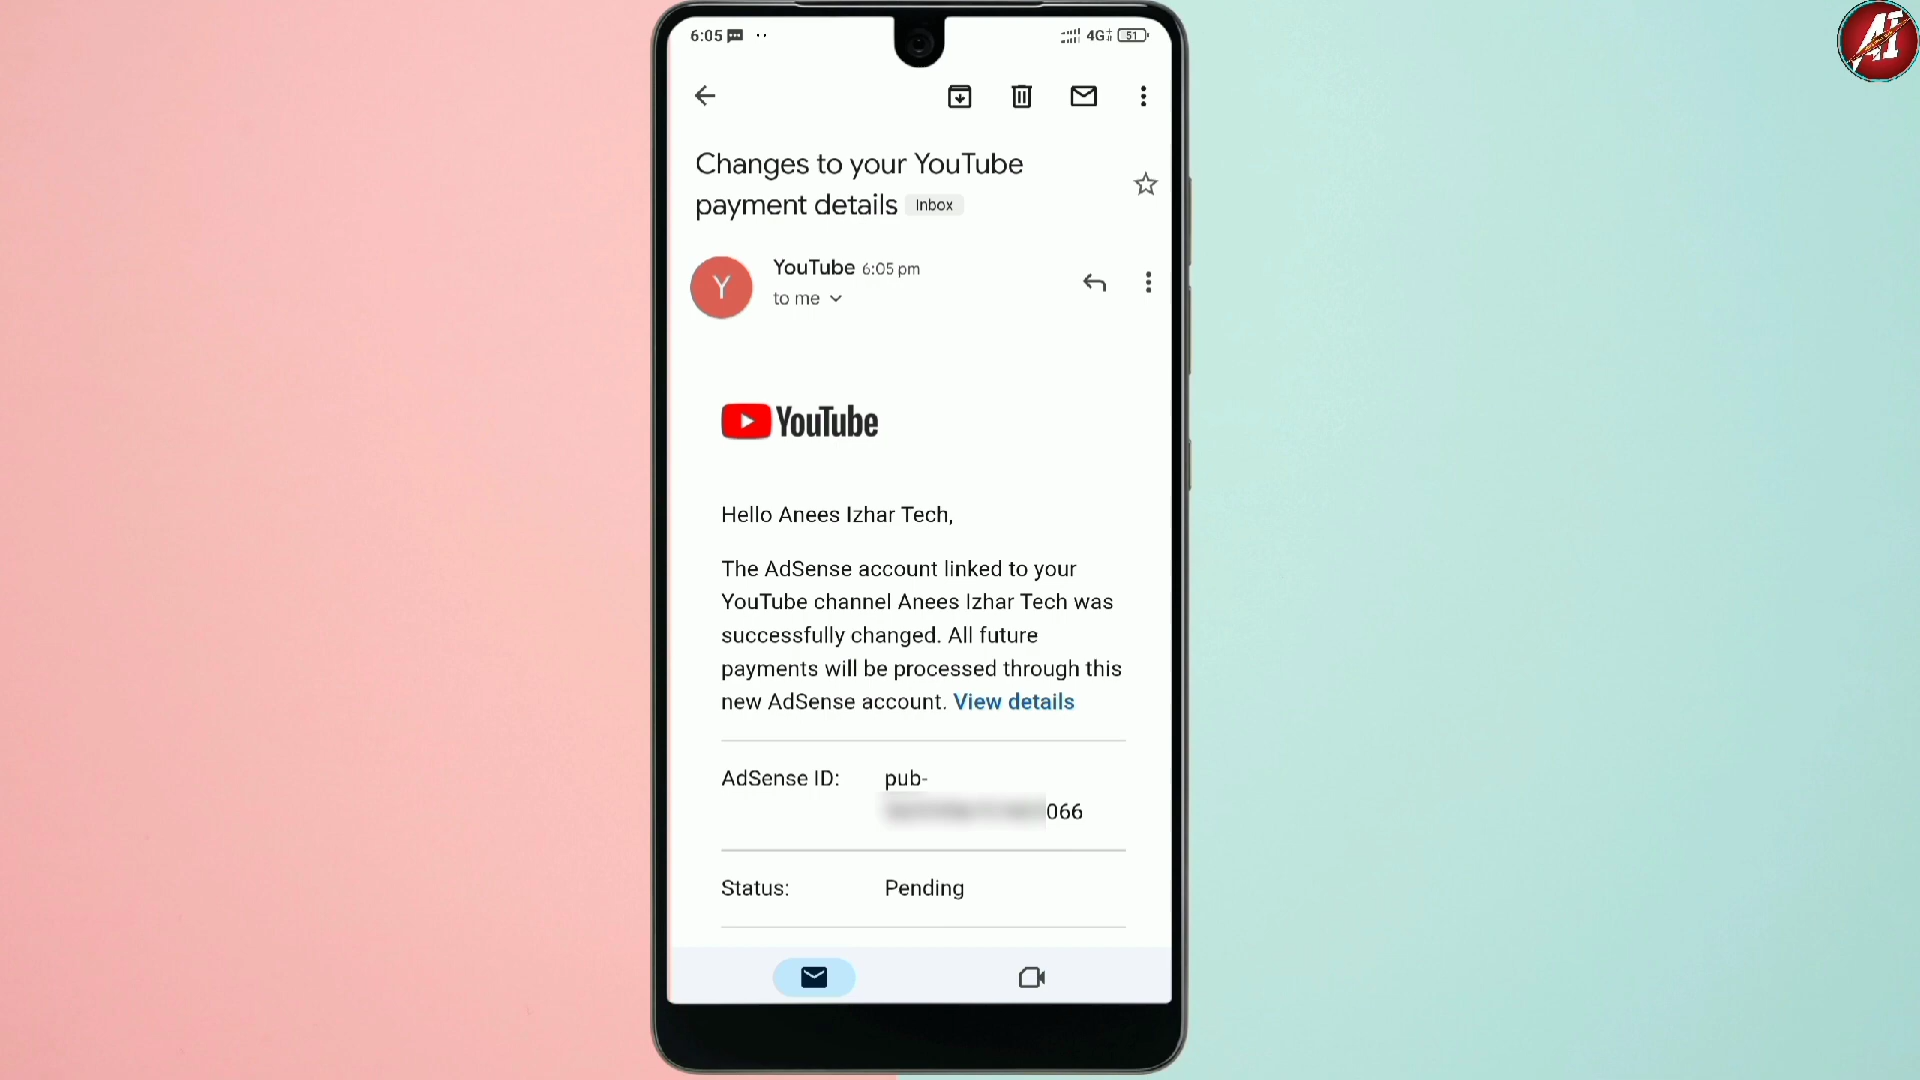 6:05
4G
51
AI
Changes to your YouTube
payment details Inbox
YouTube 6:05 pm
Y
to me
YouTube
Hello Anees Izhar Tech,
The AdSense account linked to your
YouTube channel Anees Izhar Tech was
successfully changed. All future
payments will be processed through this
new AdSense account. View details
AdSense ID: pub-
066
Status: Pending